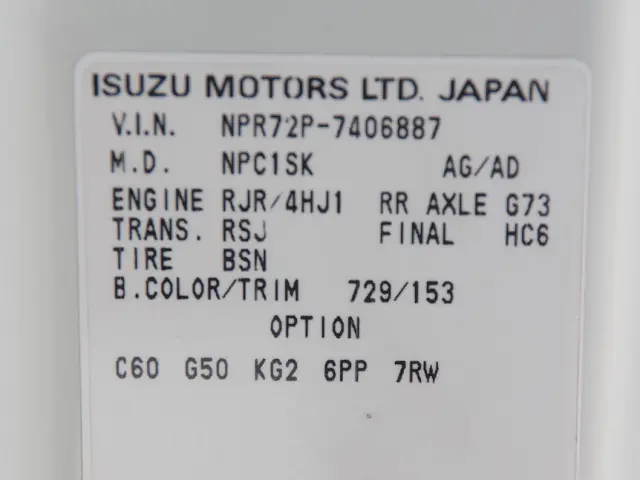 ISUZU MOTORS LTD. JAPAN
V.I.N. NPR72P-7406887
M.D. NPC1SK AG/AD
ENGINE RJR/4HJ1 RR AXLE G73
TRANS. RSJ FINAL HC6
TIRE BSN
B.COLOR/TRIM 729/153
OPTION
C60 G50 KG2 6PP 7RW